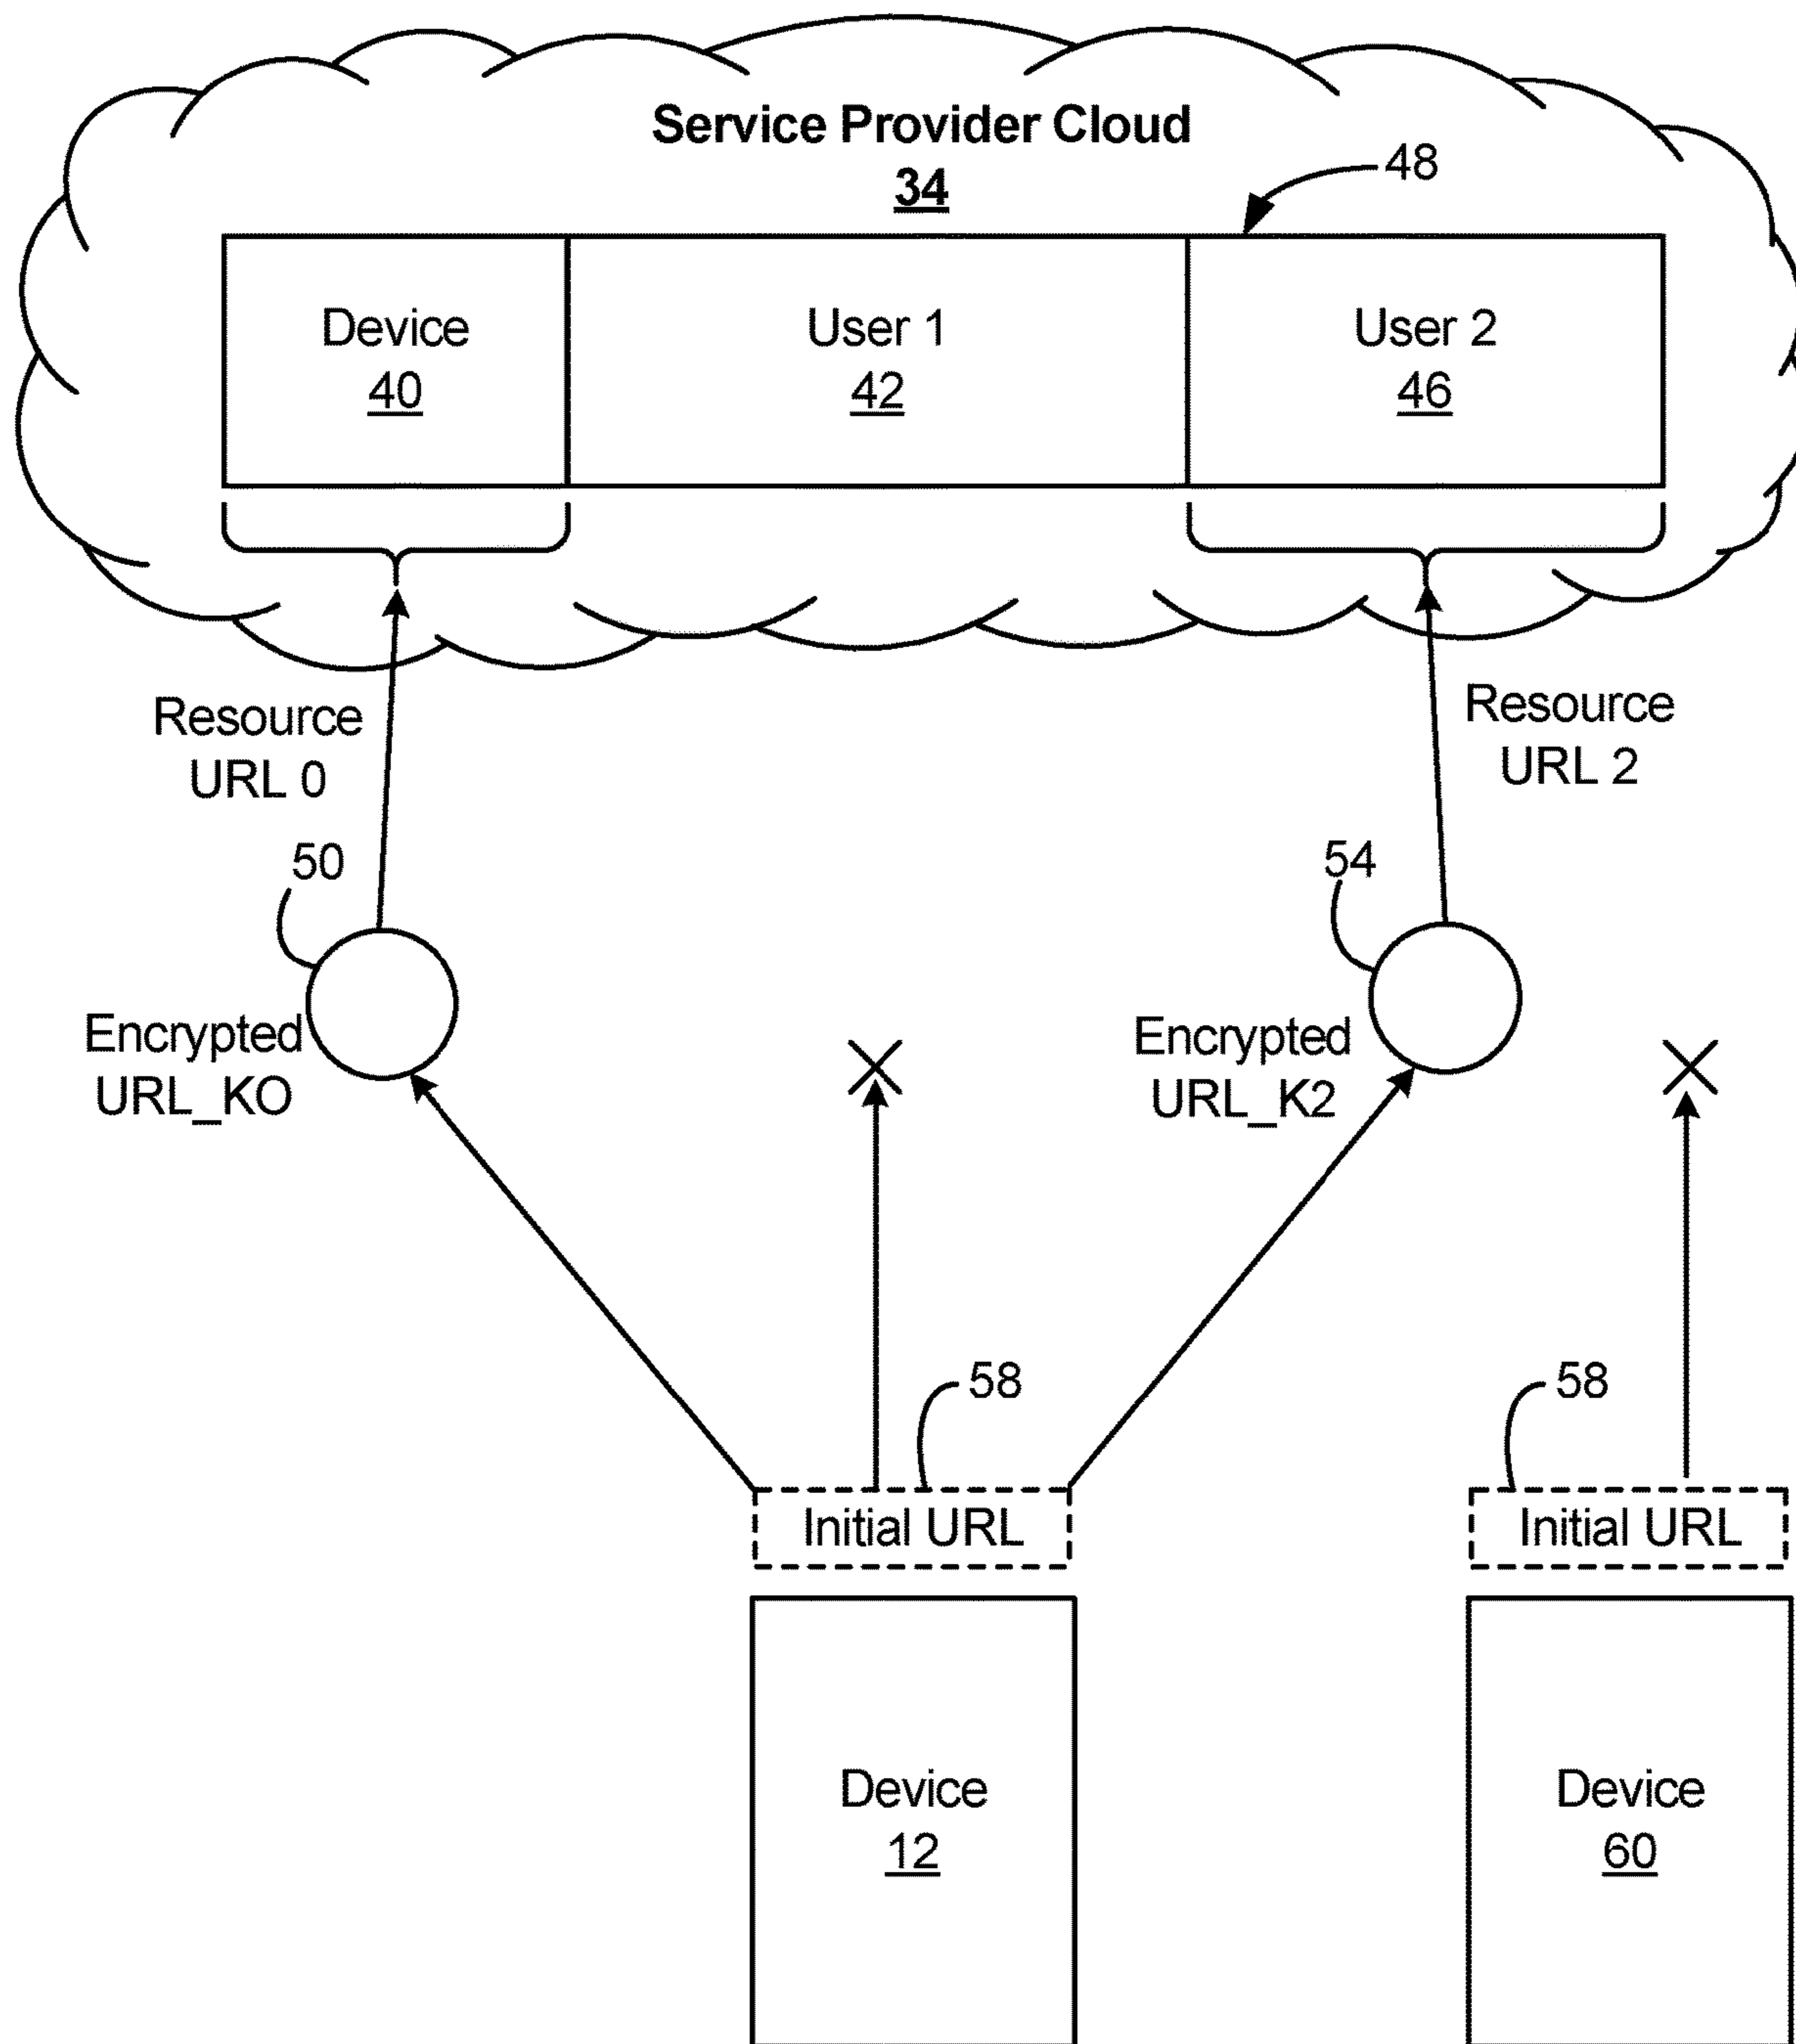 Service Provider Cloud
34
48
Device
40
User 1
42
User 2
46
Resource
URL 0
Resource
URL 2
50
54
Encrypted
URL_KO
Encrypted
URL_K2
58
58
Initial URL
Initial URL
Device
12
Device
60